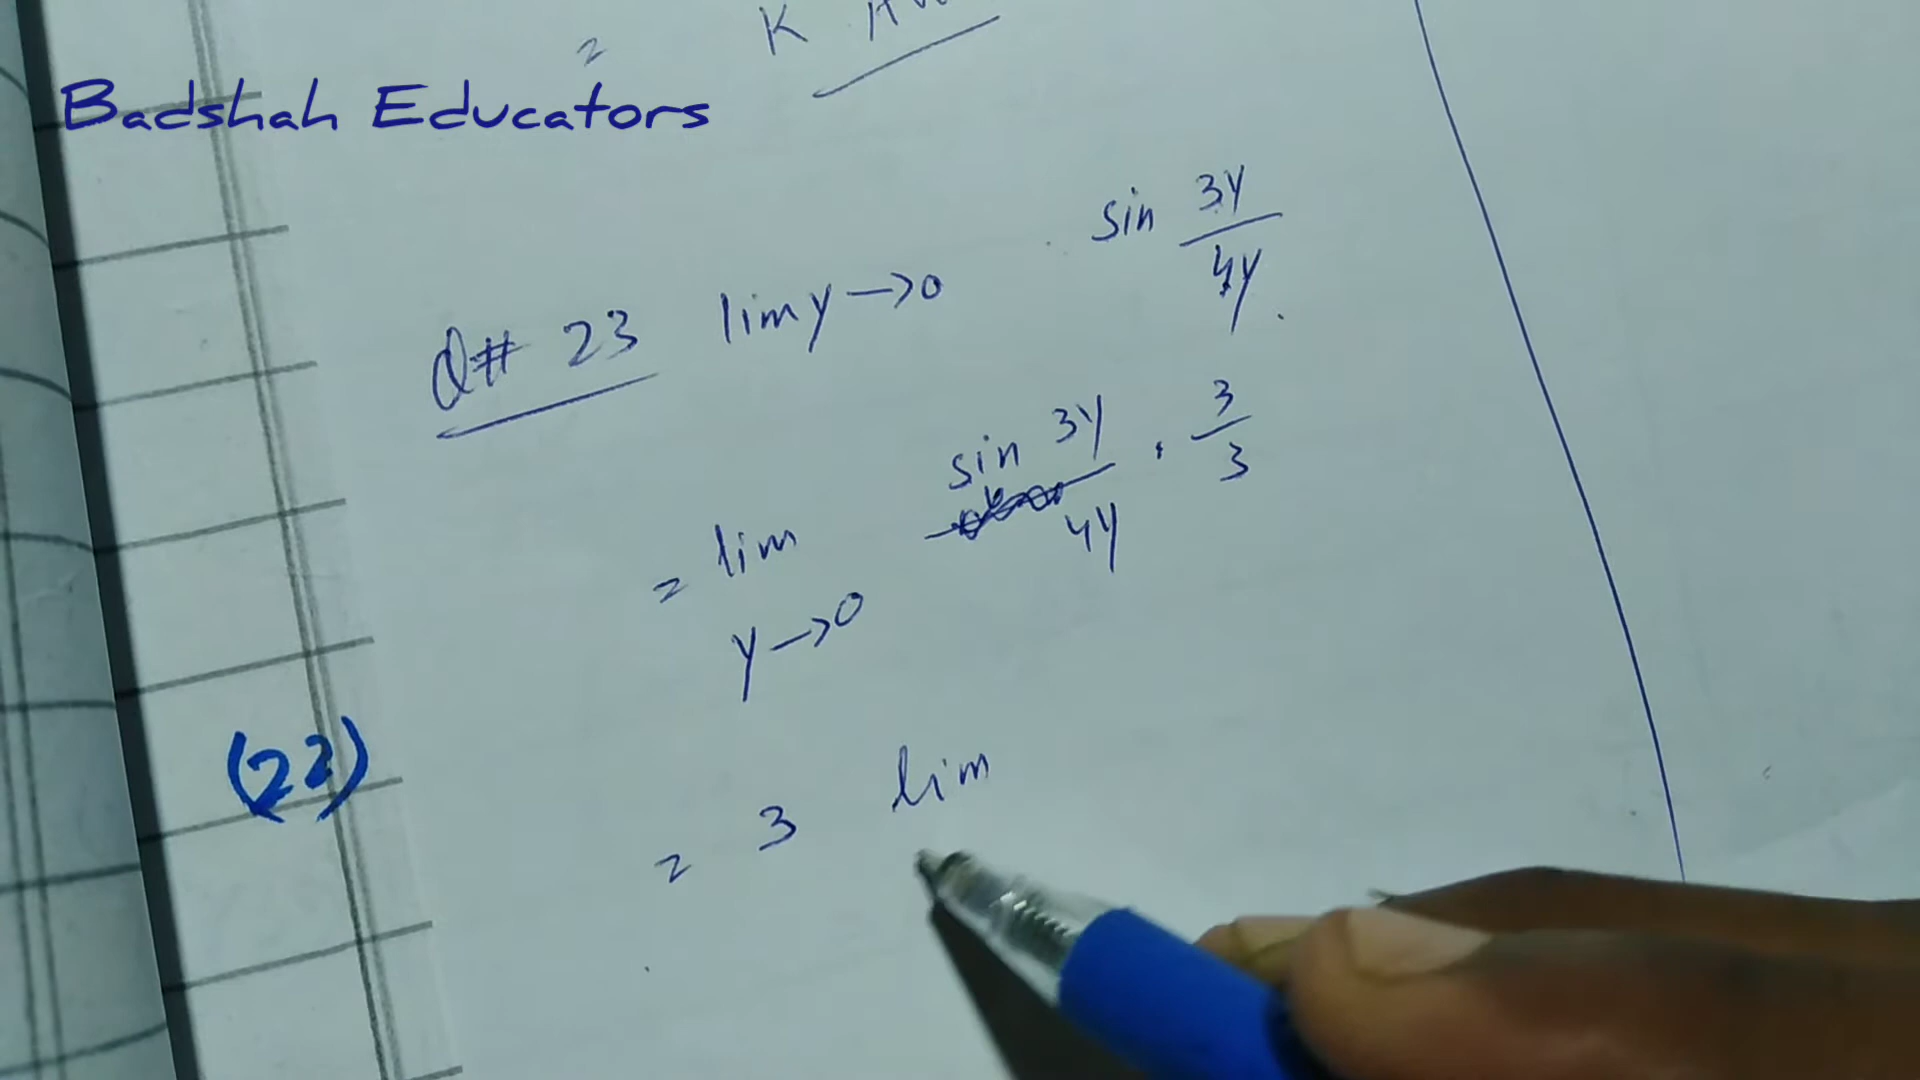 = K
Badshah Educators
Q# 23 lim y→0 sin 3y/4y.
= lim y→0 sin 3y/4y · 3/3
(22)
= 3 lim